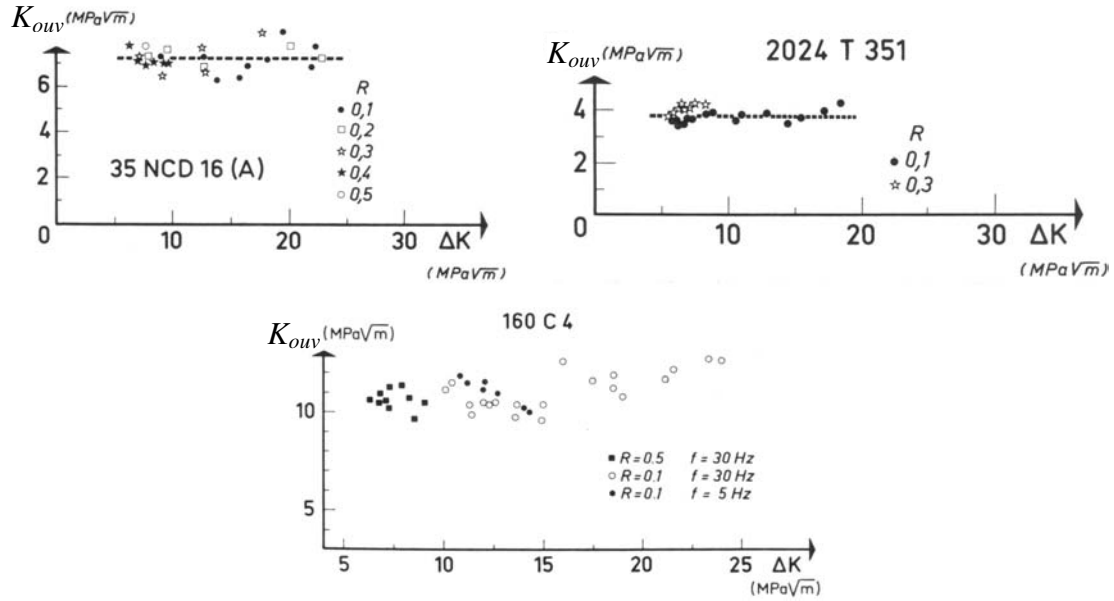 K_ouv (MPa√m)
6
4
2
0
10
20
30
ΔK
(MPa√m)
35 NCD 16 (A)
R
• 0,1
□ 0,2
☆ 0,3
★ 0,4
○ 0,5
2024 T 351
K_ouv (MPa√m)
4
2
0
10
20
30
ΔK
(MPa√m)
R
• 0,1
☆ 0,3
160 C 4
K_ouv (MPa√m)
10
5
5
10
15
20
25
ΔK
(MPa√m)
■ R=0.5 f = 30 Hz
○ R=0.1 f = 30 Hz
• R=0.1 f = 5 Hz